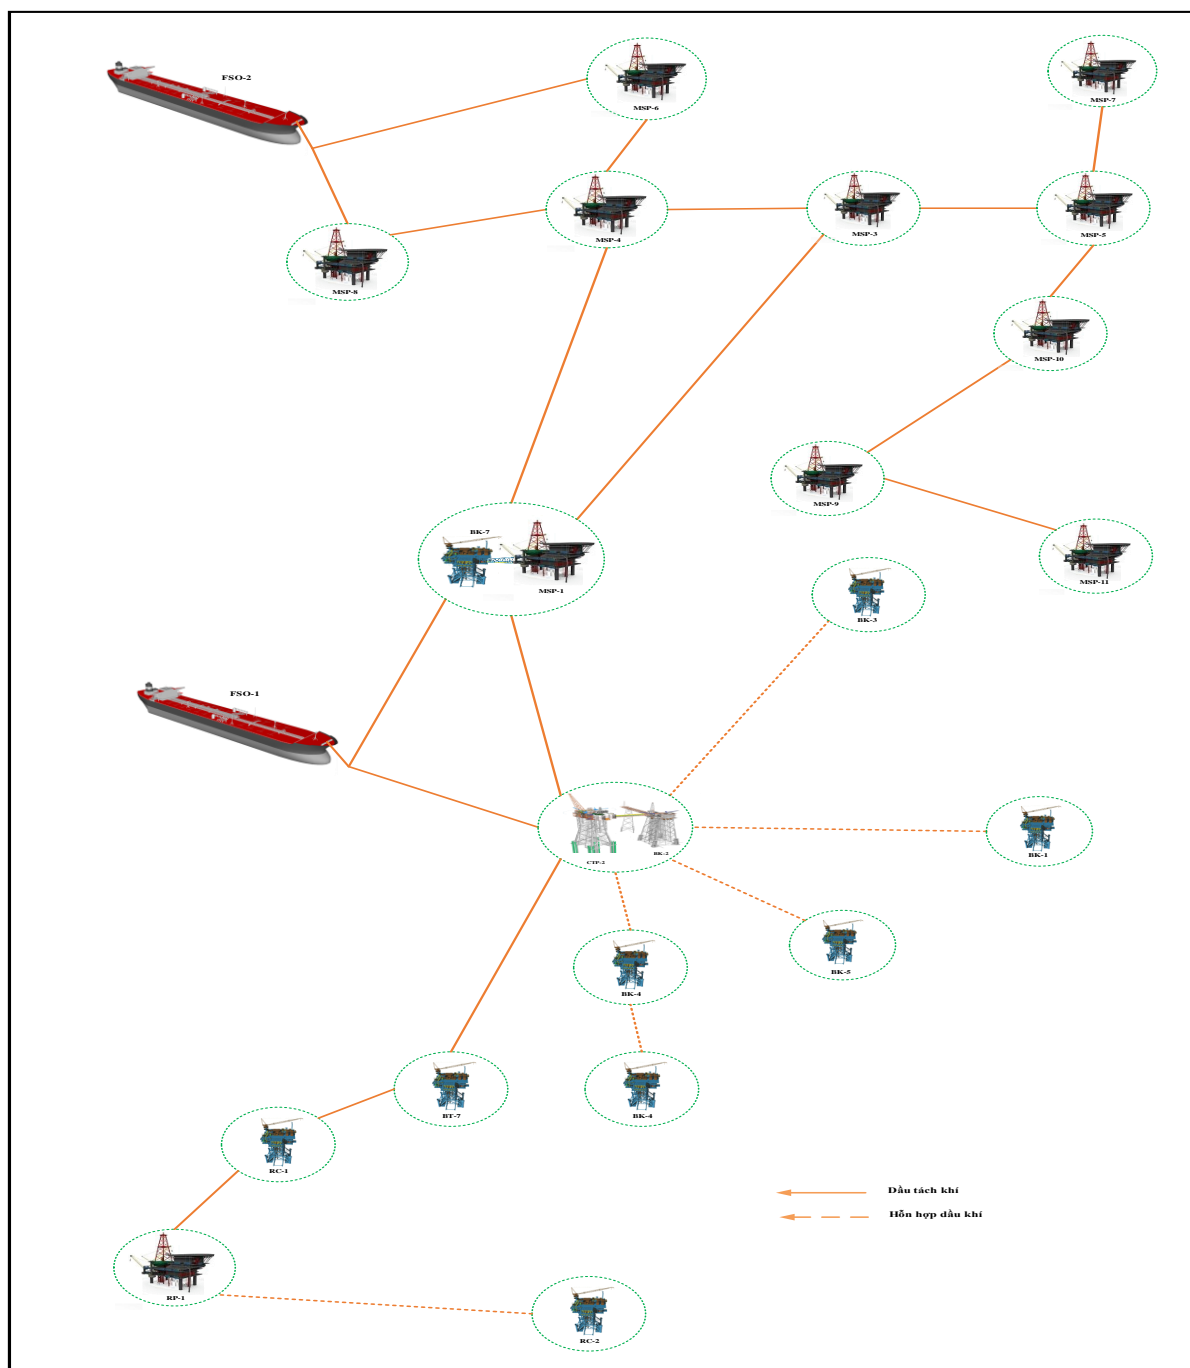 FSO-2
MSP-6
MSP-7
MSP-4
MSP-3
MSP-5
MSP-8
MSP-10
MSP-9
MSP-11
BK-7
MSP-1
BK-3
FSO-1
CTP-2
BK-2
BK-1
BK-5
BK-4
BT-7
BK-4
RC-1
Dầu tách khí
Hỗn hợp dầu khí
RP-1
RC-2